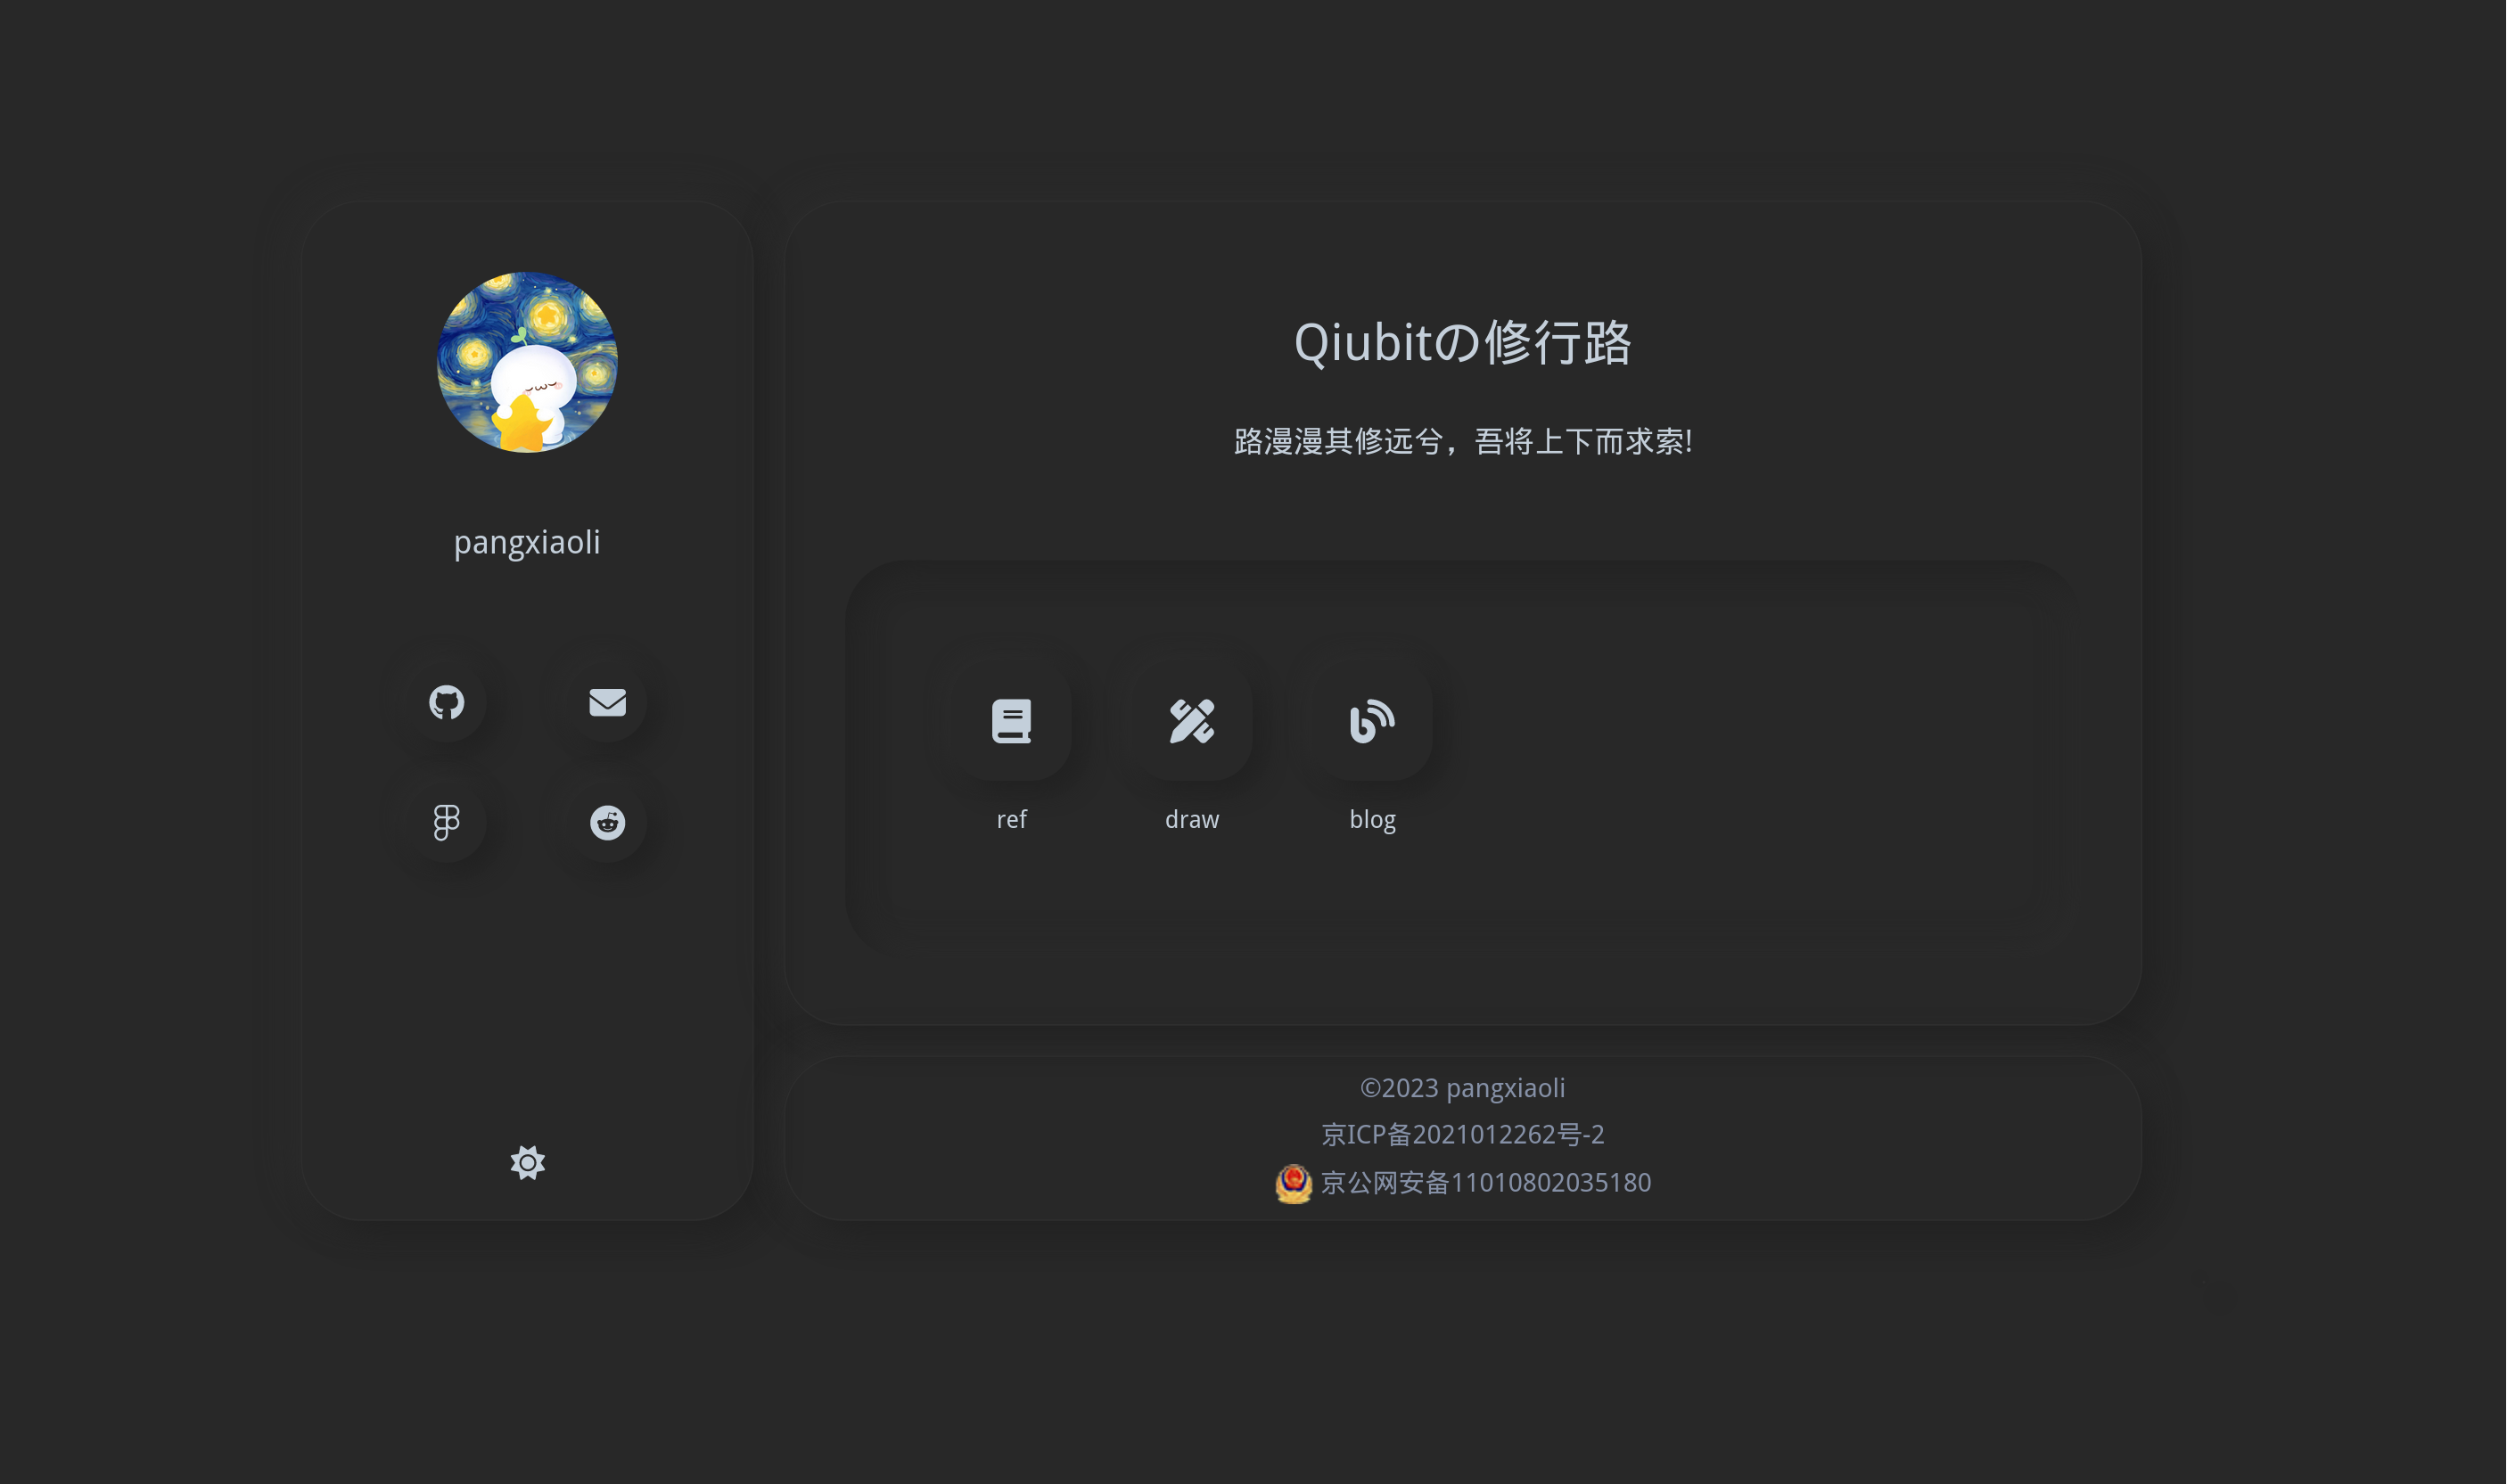 pangxiaoli
Qiubitの修行路
路漫漫其修远兮，吾将上下而求索!
ref
draw
blog
©2023 pangxiaoli
京ICP备2021012262号-2
京公网安备11010802035180